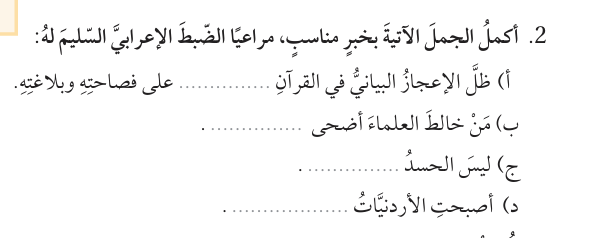 2. أكملُ الجملَ الآتيةَ بخبرٍ مناسبٍ، مراعيًا الضّبطَ الإعرابيَّ السّليمَ لهُ:
أ) ظلَّ الإعجازُ البيانيُّ في القرآنِ ............... على فصاحتِهِ وبلاغتِهِ.
ب) مَنْ خالطَ العلماءَ أضحى ............... .
ج) ليسَ الحسدُ ............... .
د) أصبحتِ الأردنيَّاتُ ................... .